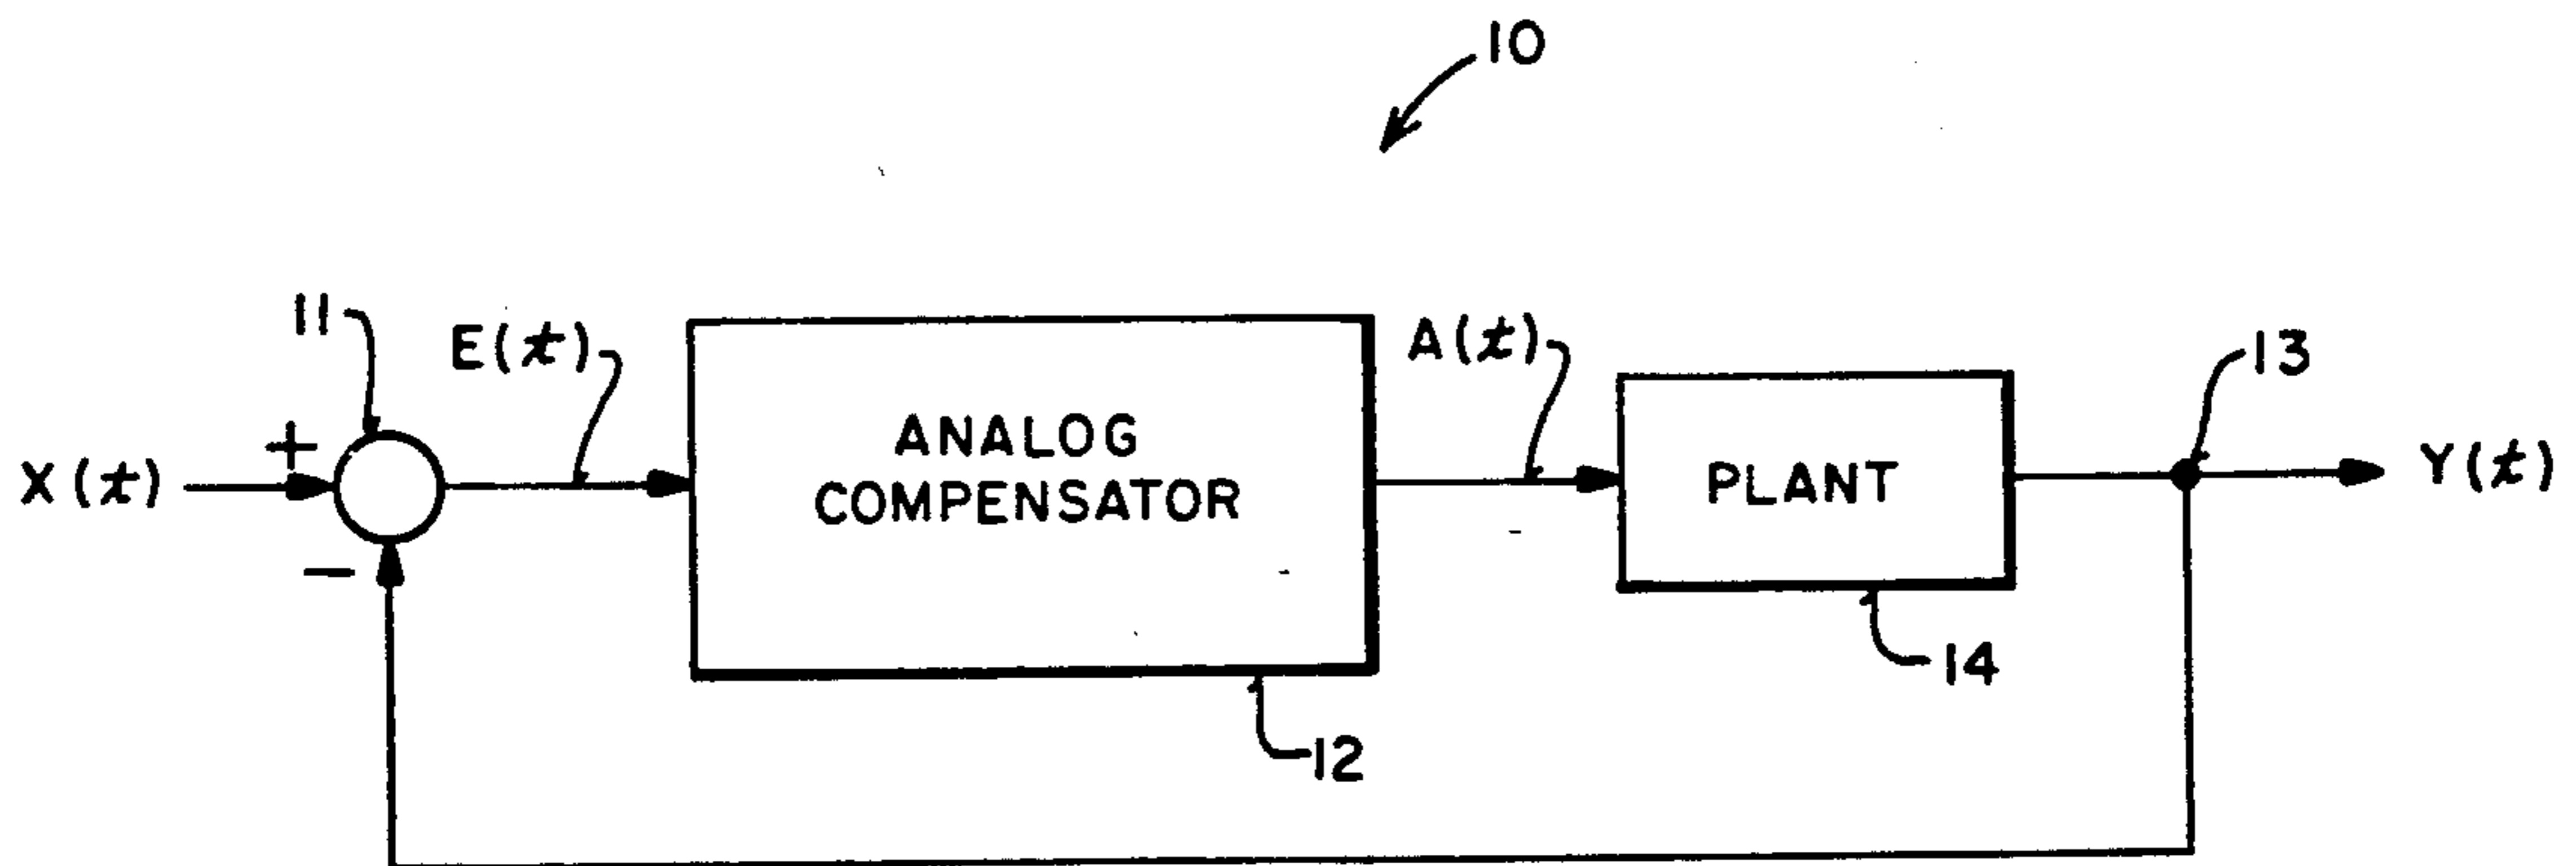 10
11
E(t)
A(t)
13
+
X(t)
ANALOG
COMPENSATOR
PLANT
Y(t)
−
14
12